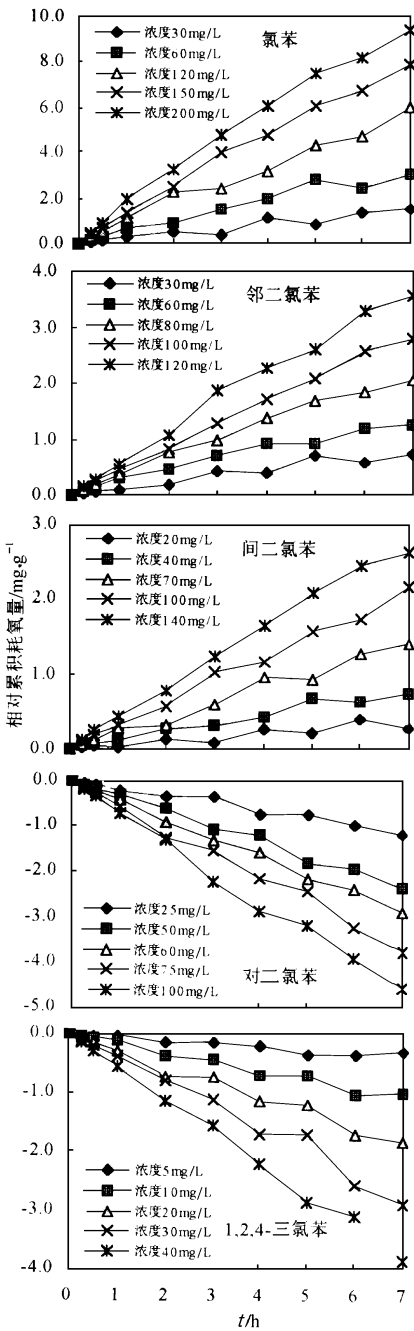 10.0
8.0
6.0
4.0
2.0
0.0
浓度30mg/L
浓度60mg/L
浓度120mg/L
浓度150mg/L
浓度200mg/L
氯苯
4.0
3.0
2.0
1.0
0.0
浓度30mg/L
浓度60mg/L
浓度80mg/L
浓度100mg/L
浓度120mg/L
邻二氯苯
相对累积耗氧量/mg·g⁻¹
3.0
2.0
1.0
0.0
浓度20mg/L
浓度40mg/L
浓度70mg/L
浓度100mg/L
浓度140mg/L
间二氯苯
0.0
-1.0
-2.0
-3.0
-4.0
-5.0
浓度25mg/L
浓度50mg/L
浓度60mg/L
浓度75mg/L
浓度100mg/L
对二氯苯
0.0
-1.0
-2.0
-3.0
-4.0
浓度5mg/L
浓度10mg/L
浓度20mg/L
浓度30mg/L
浓度40mg/L
1,2,4-三氯苯
0 1 2 3 4 5 6 7
t/h